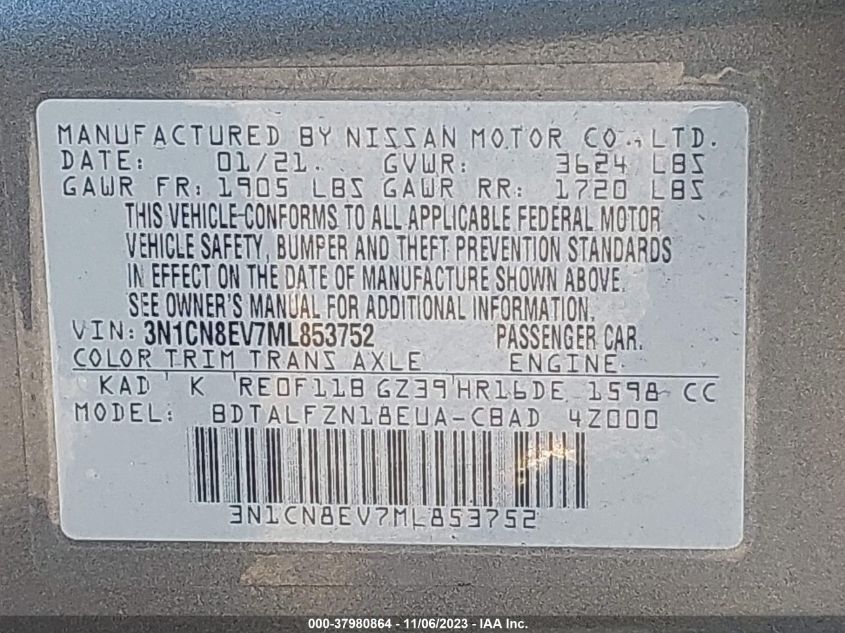 MANUFACTURED BY NISSAN MOTOR CO., LTD.
DATE: 01/21. GVWR: 3624 LBS
GAWR FR: 1905 LBS GAWR RR: 1720 LBS
THIS VEHICLE CONFORMS TO ALL APPLICABLE FEDERAL MOTOR
VEHICLE SAFETY, BUMPER AND THEFT PREVENTION STANDARDS
IN EFFECT ON THE DATE OF MANUFACTURE SHOWN ABOVE.
SEE OWNER'S MANUAL FOR ADDITIONAL INFORMATION.
VIN: 3N1CN8EV7ML853752 PASSENGER CAR.
COLOR TRIM TRANS AXLE ENGINE
KAD K RE0F11B GZ39 HR16DE 1598 CC
MODEL: BDTALFZN18EUA-CBAD 4Z000
3N1CN8EV7ML853752
000-37980864 - 11/06/2023 - © IAA, Inc.